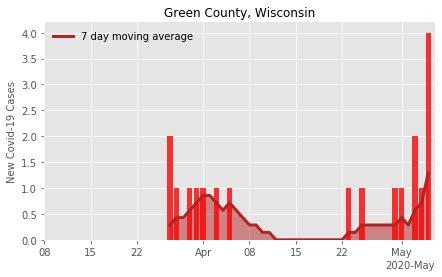 Green County, Wisconsin
7 day moving average
New Covid-19 Cases
4.0
3.5
3.0
2.5
2.0
1.5
1.0
0.5
0.0
08 15 22 Apr 08 15 22 May
2020-May